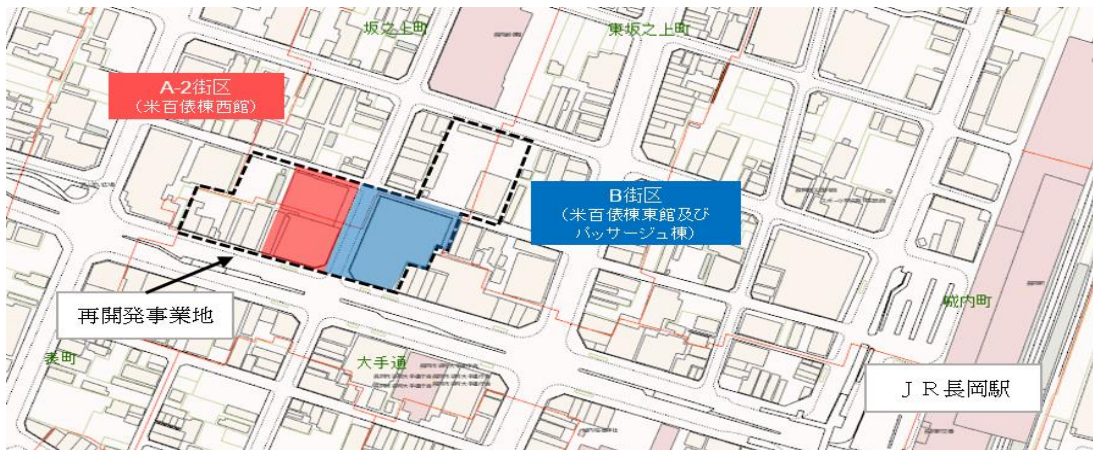 坂之上町
東坂之上町
A-2街区
（米百俵棟西館）
B街区
（米百俵棟東館及び
パッサージュ棟）
再開発事業地
城内町
表町
大手通
ＪＲ長岡駅